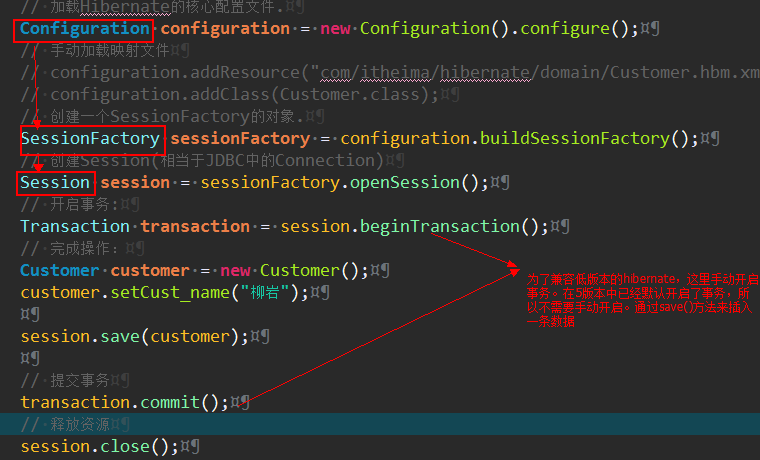 // 加载Hibernate的核心配置文件.¤¶
Configuration configuration = new Configuration().configure();¤¶
// 手动加载映射文件¤¶
// configuration.addResource("com/itheima/hibernate/domain/Customer.hbm.xm
// configuration.addClass(Customer.class);¤¶
// 创建一个SessionFactory的对象.¤¶
SessionFactory sessionFactory = configuration.buildSessionFactory();¤¶
// 创建Session(相当于JDBC中的Connection)¤¶
Session session = sessionFactory.openSession();¤¶
// 开启事务:¤¶
Transaction transaction = session.beginTransaction();¤¶
// 完成操作：¤¶
Customer customer = new Customer();¤¶
customer.setCust_name("柳岩");¤¶
¤¶
session.save(customer);¤¶
¤¶
// 提交事务¤¶
transaction.commit();¤¶
// 释放资源¤¶
session.close();¤¶
为了兼容低版本的hibernate，这里手动开启
事务。在5版本中已经默认开启了事务，所
以不需要手动开启。通过save()方法来插入
一条数据